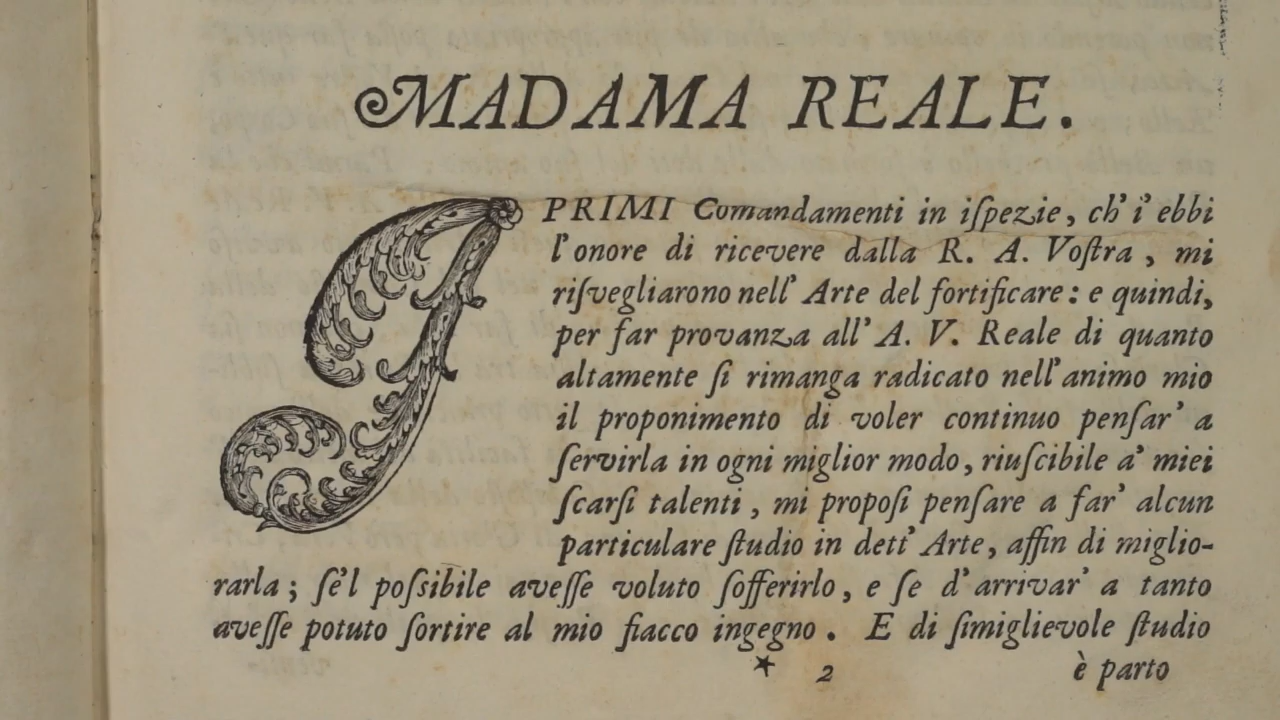 MADAMA REALE.
I PRIMI Comandamenti in iſpezie, ch' i' ebbi
l'onore di ricevere dalla R. A. Voſtra, mi
riſvegliarono nell' Arte del fortificare: e quindi,
per far provanza all' A. V. Reale di quanto
altamente ſi rimanga radicato nell'animo mio
il proponimento di voler continuo penſar' a
ſervirla in ogni miglior modo, riuſcibile a' miei
ſcarſi talenti, mi propoſi penſare a far' alcun
particulare ſtudio in dett' Arte, affin di miglio-
rarla; ſe'l poſsibile aveſſe voluto ſofferirlo, e ſe d'arrivar' a tanto
aveſſe potuto ſortire al mio fiacco ingegno. E di ſimiglievole ſtudio
★ 2 è parto